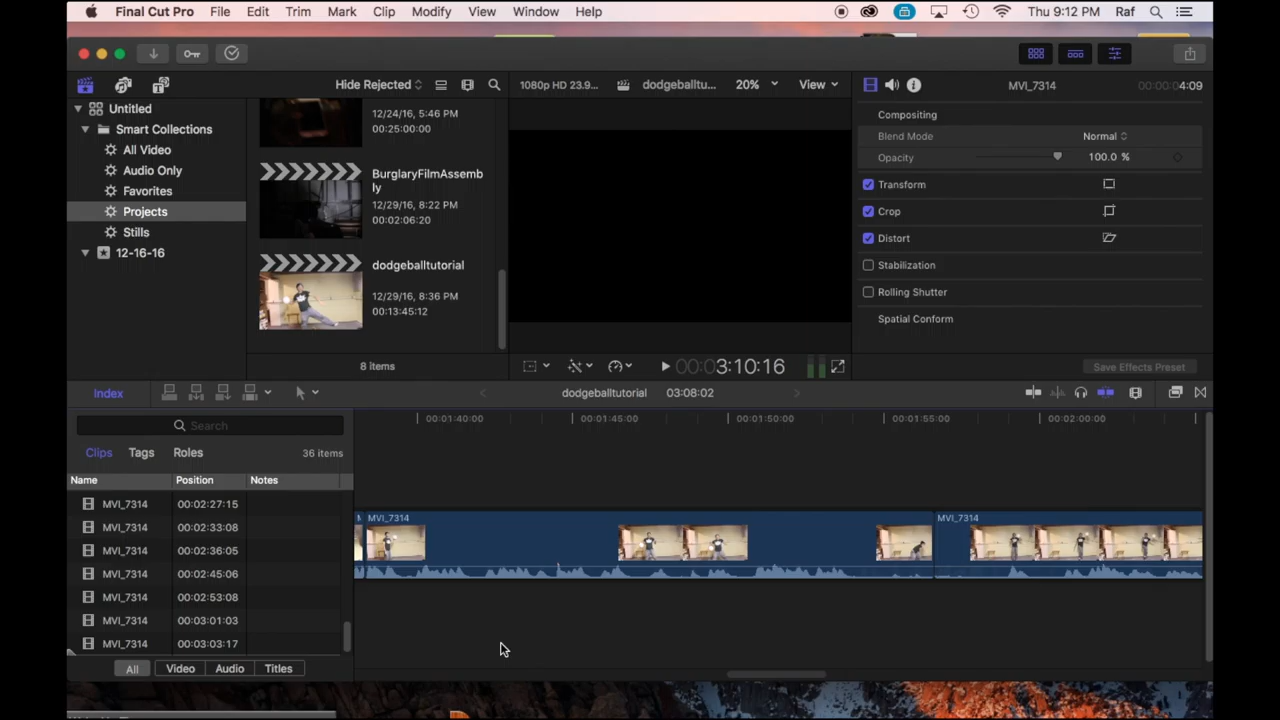 Final Cut Pro File Edit Trim Mark Clip Modify View Window Help Thu 9:12 PM Raf
Hide Rejected 1080p HD 23.9... dodgeballtu... 20% View MVI_7314 00:00:04:09
Untitled
Smart Collections
All Video
Audio Only
Favorites
Projects
Stills
12-16-16
12/24/16, 5:46 PM
00:25:00:00
BurglaryFilmAssemb
ly
12/29/16, 8:22 PM
00:02:06:20
dodgeballtutorial
12/29/16, 8:36 PM
00:13:45:12
8 items
00:03:10:16
Compositing
Blend Mode Normal
Opacity 100.0 %
Transform
Crop
Distort
Stabilization
Rolling Shutter
Spatial Conform
Save Effects Preset
Index dodgeballtutorial 03:08:02
Search
Clips Tags Roles 36 items
Name Position Notes
MVI_7314 00:02:27:15
MVI_7314 00:02:33:08
MVI_7314 00:02:36:05
MVI_7314 00:02:45:06
MVI_7314 00:02:53:08
MVI_7314 00:03:01:03
MVI_7314 00:03:03:17
All Video Audio Titles
00:01:40:00 00:01:45:00 00:01:50:00 00:01:55:00 00:02:00:00
M MVI_7314 MVI_7314